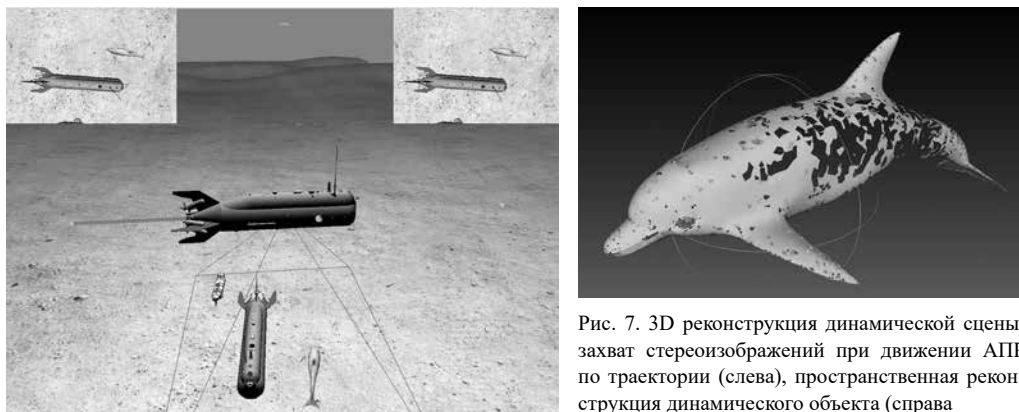 Рис. 7. 3D реконструкция динамической сцены
захват стереоизображений при движении АПН
по траектории (слева), пространственная рекон
струкция динамического объекта (справа